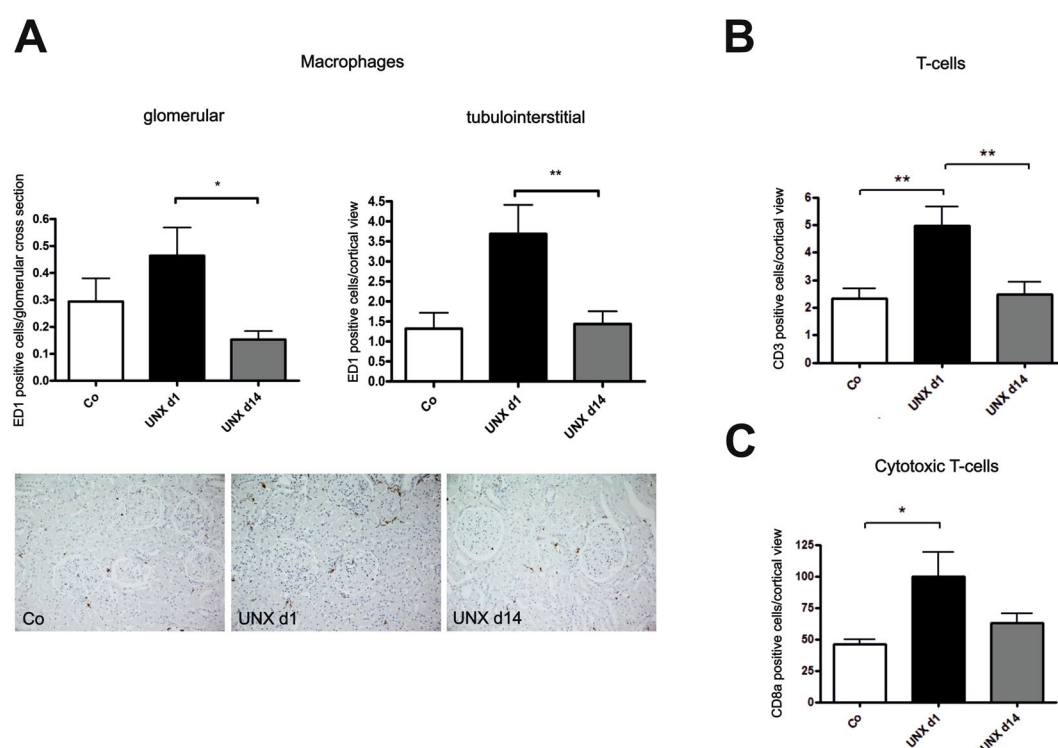 A
Macrophages
glomerular
tubulointerstitial
*
**
ED1 positive cells/glomerular cross section
0.6
0.5
0.4
0.3
0.2
0.1
0.0
Co
UNX d1
UNX d14
ED1 positive cells/cortical view
4.5
4.0
3.5
3.0
2.5
2.0
1.5
1.0
0.5
0.0
Co
UNX d1
UNX d14
Co
UNX d1
UNX d14
B
T-cells
**
**
CD3 positive cells/cortical view
6
5
4
3
2
1
0
Co
UNX d1
UNX d14
C
Cytotoxic T-cells
*
CD8a positive cells/cortical view
125
100
75
50
25
0
Co
UNX d1
UNX d14